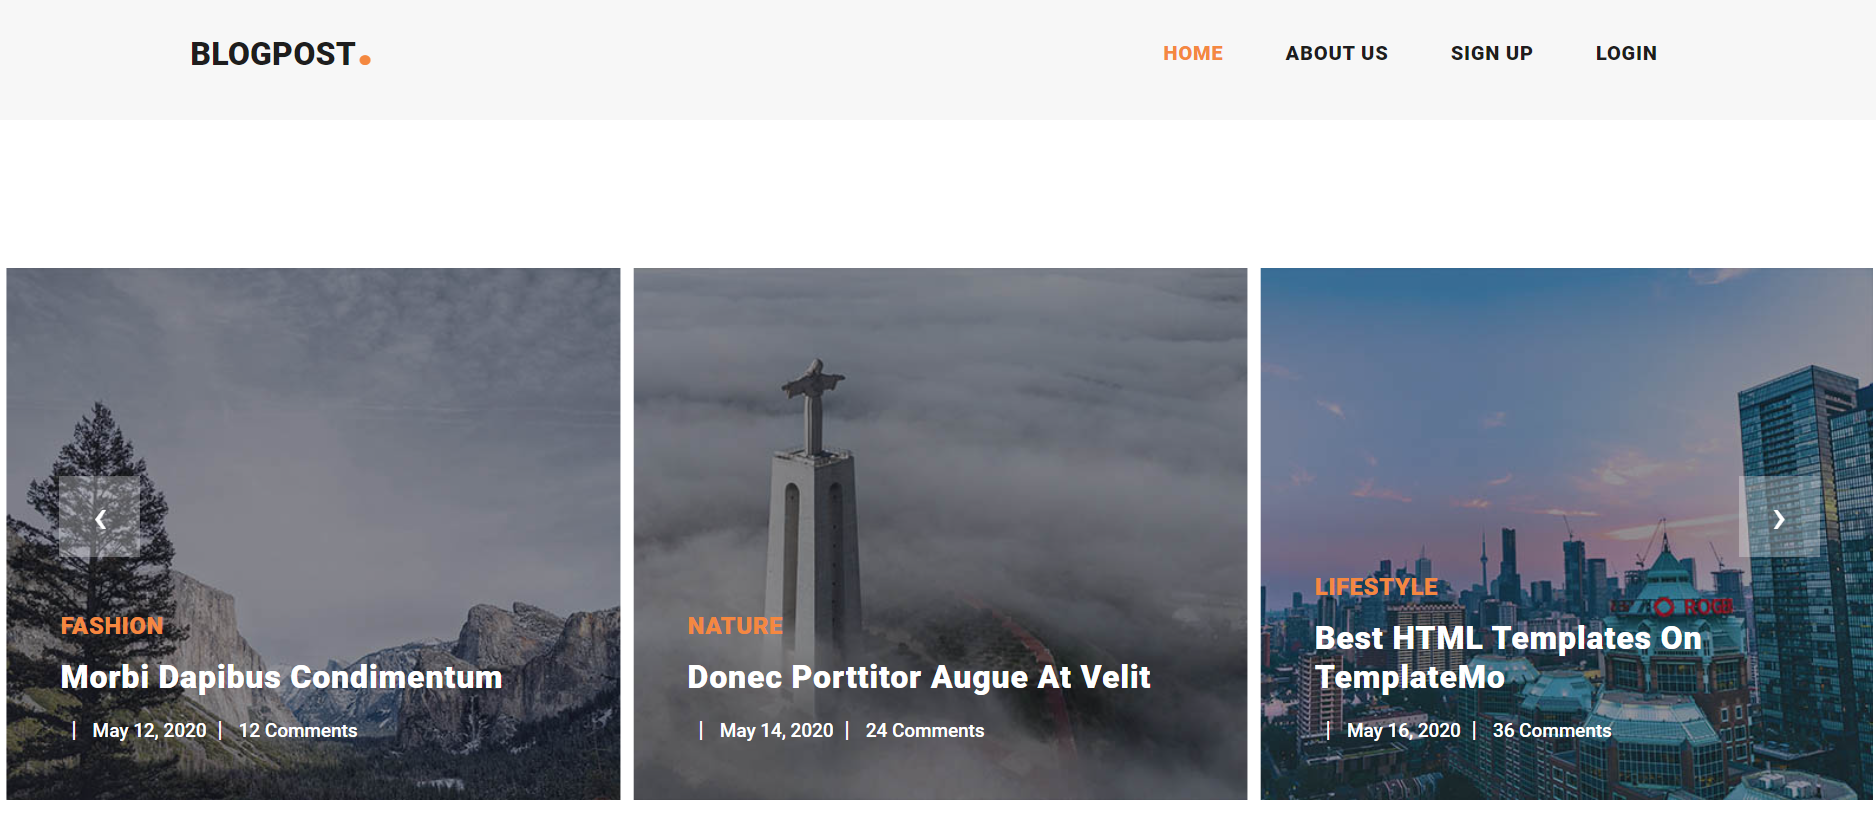 BLOGPOST.
HOME ABOUT US SIGN UP LOGIN
FASHION
Morbi Dapibus Condimentum
| May 12, 2020 | 12 Comments
NATURE
Donec Porttitor Augue At Velit
| May 14, 2020 | 24 Comments
LIFESTYLE
Best HTML Templates On
TemplateMo
| May 16, 2020 | 36 Comments